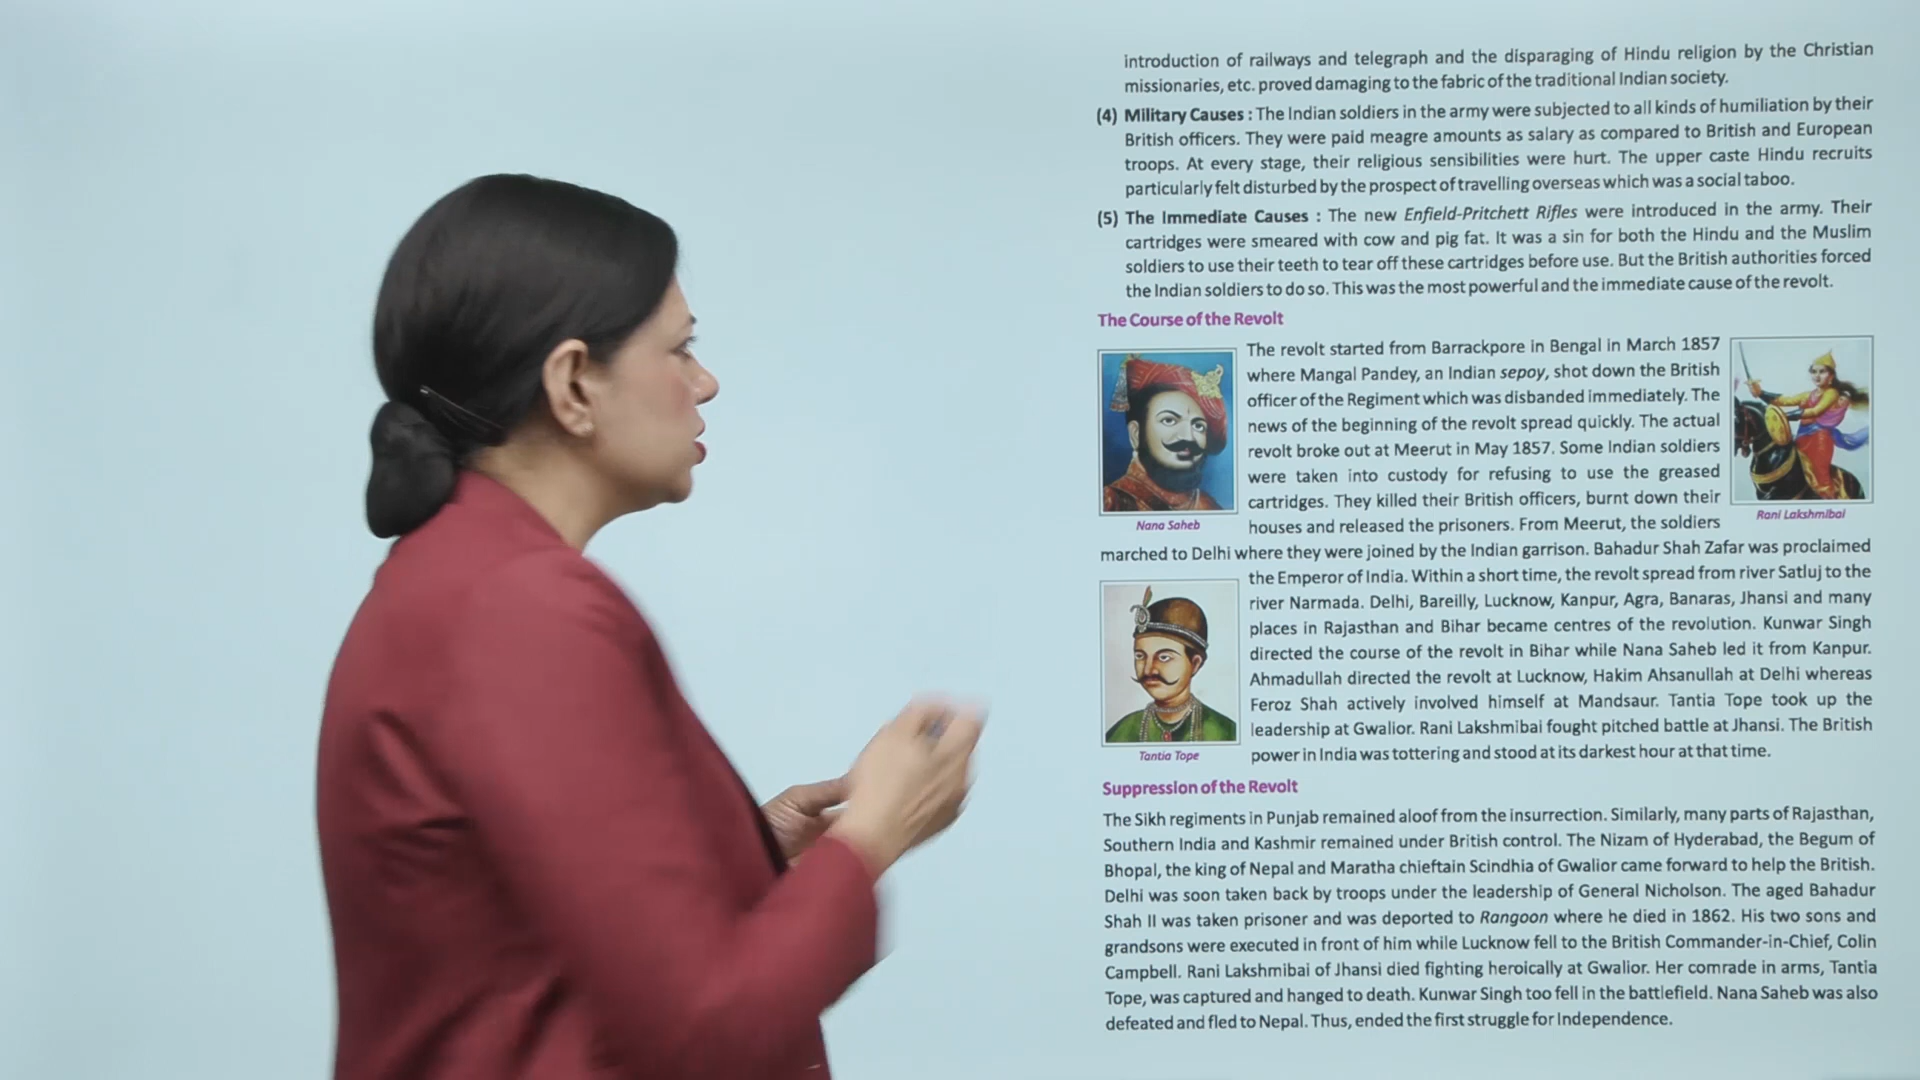 introduction of railways and telegraph and the disparaging of Hindu religion by the Christian
missionaries, etc. proved damaging to the fabric of the traditional Indian society.
(4) Military Causes : The Indian soldiers in the army were subjected to all kinds of humiliation by their
British officers. They were paid meagre amounts as salary as compared to British and European
troops. At every stage, their religious sensibilities were hurt. The upper caste Hindu recruits
particularly felt disturbed by the prospect of travelling overseas which was a social taboo.
(5) The Immediate Causes : The new Enfield-Pritchett Rifles were introduced in the army. Their
cartridges were smeared with cow and pig fat. It was a sin for both the Hindu and the Muslim
soldiers to use their teeth to tear off these cartridges before use. But the British authorities forced
the Indian soldiers to do so. This was the most powerful and the immediate cause of the revolt.
The Course of the Revolt
The revolt started from Barrackpore in Bengal in March 1857
where Mangal Pandey, an Indian sepoy, shot down the British
officer of the Regiment which was disbanded immediately. The
news of the beginning of the revolt spread quickly. The actual
revolt broke out at Meerut in May 1857. Some Indian soldiers
were taken into custody for refusing to use the greased
cartridges. They killed their British officers, burnt down their
houses and released the prisoners. From Meerut, the soldiers
Nana Saheb
Rani Lakshmibai
marched to Delhi where they were joined by the Indian garrison. Bahadur Shah Zafar was proclaimed
the Emperor of India. Within a short time, the revolt spread from river Satluj to the
river Narmada. Delhi, Bareilly, Lucknow, Kanpur, Agra, Banaras, Jhansi and many
places in Rajasthan and Bihar became centres of the revolution. Kunwar Singh
directed the course of the revolt in Bihar while Nana Saheb led it from Kanpur.
Ahmadullah directed the revolt at Lucknow, Hakim Ahsanullah at Delhi whereas
Feroz Shah actively involved himself at Mandsaur. Tantia Tope took up the
leadership at Gwalior. Rani Lakshmibai fought pitched battle at Jhansi. The British
power in India was tottering and stood at its darkest hour at that time.
Tantia Tope
Suppression of the Revolt
The Sikh regiments in Punjab remained aloof from the insurrection. Similarly, many parts of Rajasthan,
Southern India and Kashmir remained under British control. The Nizam of Hyderabad, the Begum of
Bhopal, the king of Nepal and Maratha chieftain Scindhia of Gwalior came forward to help the British.
Delhi was soon taken back by troops under the leadership of General Nicholson. The aged Bahadur
Shah II was taken prisoner and was deported to Rangoon where he died in 1862. His two sons and
grandsons were executed in front of him while Lucknow fell to the British Commander-in-Chief, Colin
Campbell. Rani Lakshmibai of Jhansi died fighting heroically at Gwalior. Her comrade in arms, Tantia
Tope, was captured and hanged to death. Kunwar Singh too fell in the battlefield. Nana Saheb was also
defeated and fled to Nepal. Thus, ended the first struggle for Independence.